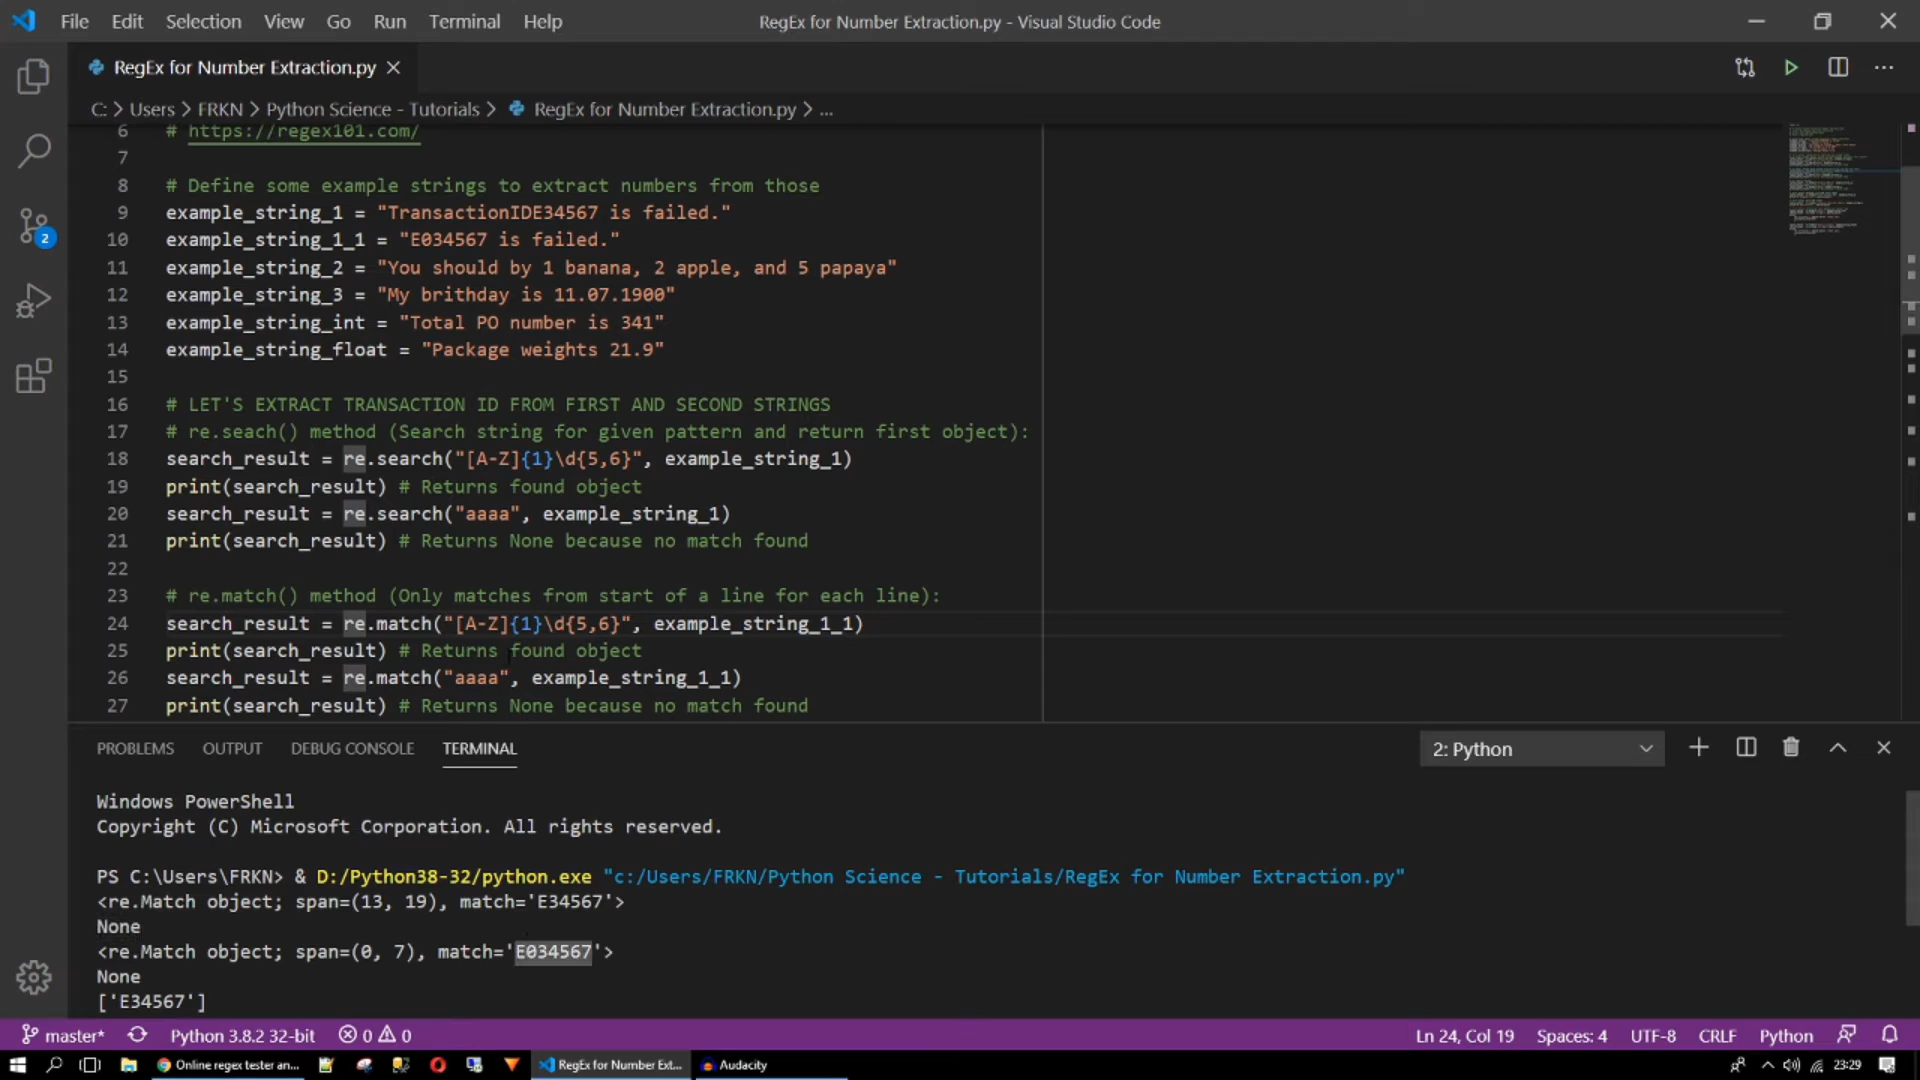 File Edit Selection View Go Run Terminal Help
RegEx for Number Extraction.py - Visual Studio Code
RegEx for Number Extraction.py
C: > Users > FRKN > Python Science - Tutorials > RegEx for Number Extraction.py > ...
6 # https://regex101.com/
7
8 # Define some example strings to extract numbers from those
9 example_string_1 = "TransactionIDE34567 is failed."
10 example_string_1_1 = "E034567 is failed."
11 example_string_2 = "You should by 1 banana, 2 apple, and 5 papaya"
12 example_string_3 = "My brithday is 11.07.1900"
13 example_string_int = "Total PO number is 341"
14 example_string_float = "Package weights 21.9"
15
16 # LET'S EXTRACT TRANSACTION ID FROM FIRST AND SECOND STRINGS
17 # re.seach() method (Search string for given pattern and return first object):
18 search_result = re.search("[A-Z]{1}\d{5,6}", example_string_1)
19 print(search_result) # Returns found object
20 search_result = re.search("aaaa", example_string_1)
21 print(search_result) # Returns None because no match found
22
23 # re.match() method (Only matches from start of a line for each line):
24 search_result = re.match("[A-Z]{1}\d{5,6}", example_string_1_1)
25 print(search_result) # Returns found object
26 search_result = re.match("aaaa", example_string_1_1)
27 print(search_result) # Returns None because no match found
PROBLEMS OUTPUT DEBUG CONSOLE TERMINAL
2: Python
Windows PowerShell
Copyright (C) Microsoft Corporation. All rights reserved.
PS C:\Users\FRKN> & D:/Python38-32/python.exe "c:/Users/FRKN/Python Science - Tutorials/RegEx for Number Extraction.py"
<re.Match object; span=(13, 19), match='E34567'>
None
<re.Match object; span=(0, 7), match='E034567'>
None
['E34567']
2
master* Python 3.8.2 32-bit 0 0
Ln 24, Col 19 Spaces: 4 UTF-8 CRLF Python
Online regex tester an... RegEx for Number Ext... Audacity 23:29